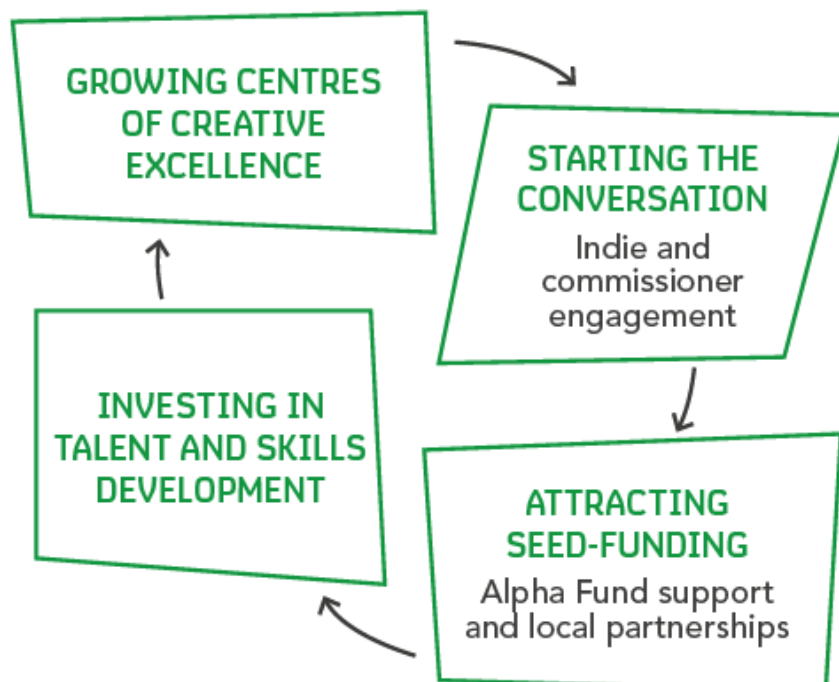 GROWING CENTRES
OF CREATIVE
EXCELLENCE
STARTING THE
CONVERSATION
Indie and
commissioner
engagement
ATTRACTING
SEED-FUNDING
Alpha Fund support
and local partnerships
INVESTING IN
TALENT AND SKILLS
DEVELOPMENT